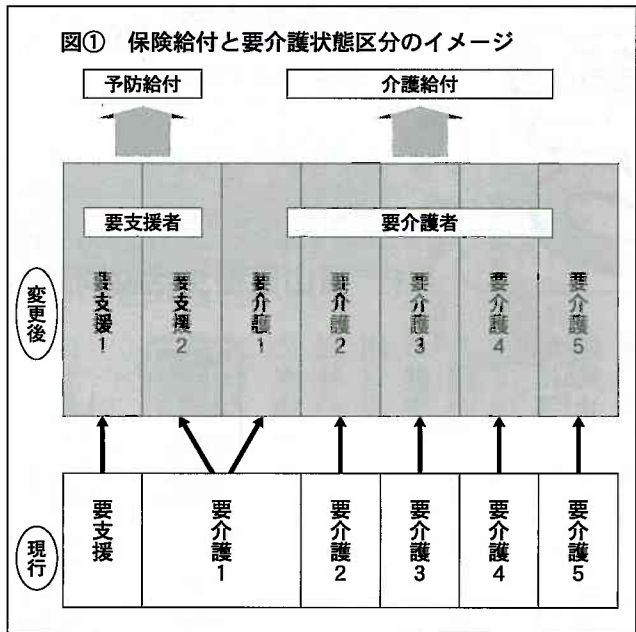 図① 保険給付と要介護状態区分のイメージ
予防給付
介護給付
要支援者
要介護者
変更後
要支援1
要支援2
要介護1
要介護2
要介護3
要介護4
要介護5
現行
要支援
要介護1
要介護2
要介護3
要介護4
要介護5